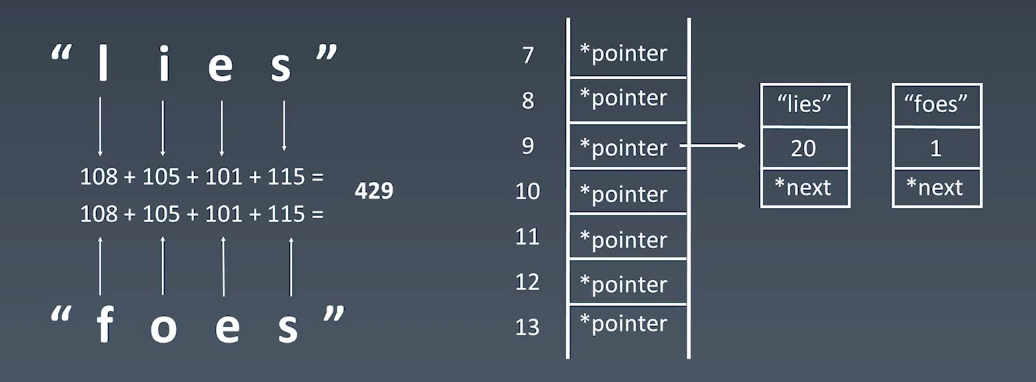 “ l i e s ”
108 + 105 + 101 + 115 =
429
108 + 105 + 101 + 115 =
“ f o e s ”
7 *pointer
8 *pointer
9 *pointer
10 *pointer
11 *pointer
12 *pointer
13 *pointer
“lies”
20
*next
“foes”
1
*next